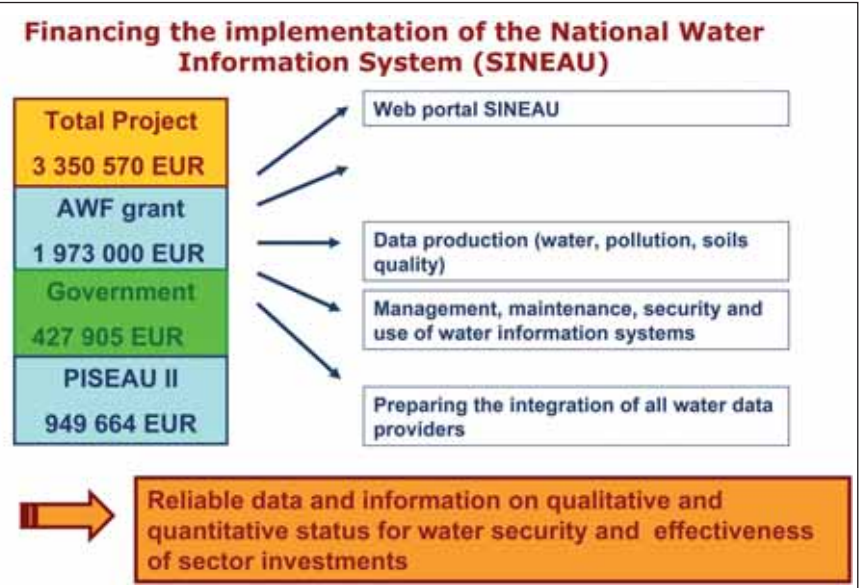 Financing the implementation of the National Water
Information System (SINEAU)
Total Project
3 350 570 EUR
AWF grant
1 973 000 EUR
Government
427 905 EUR
PISEAU II
949 664 EUR
Web portal SINEAU
Data production (water, pollution, soils
quality)
Management, maintenance, security and
use of water information systems
Preparing the integration of all water data
providers
Reliable data and information on qualitative and
quantitative status for water security and effectiveness
of sector investments